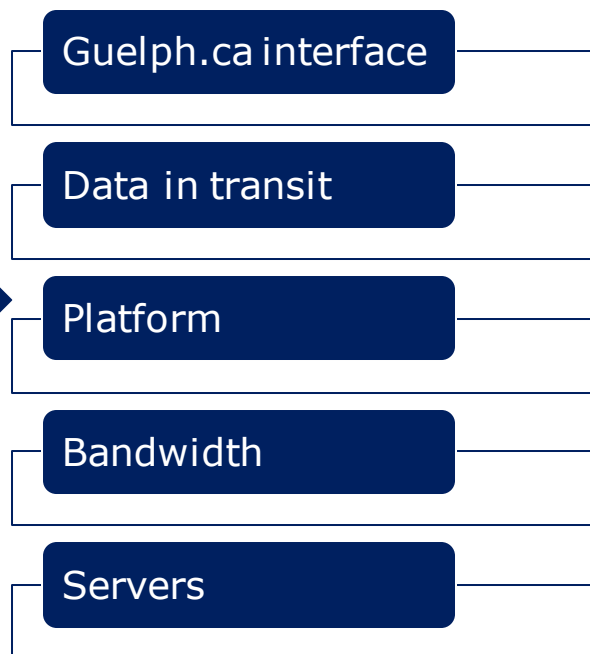 Guelph.ca interface
Data in transit
Platform
Bandwidth
Servers